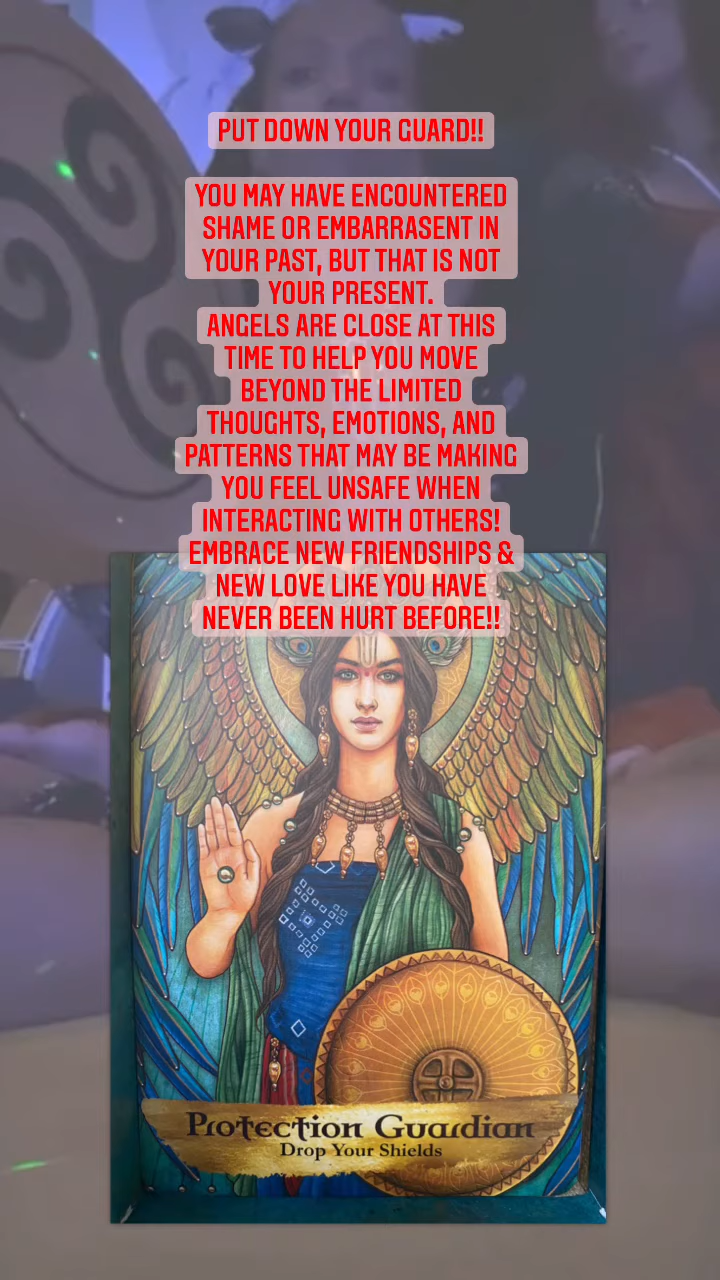 PUT DOWN YOUR GUARD!!
YOU MAY HAVE ENCOUNTERED
SHAME OR EMBARRASENT IN
YOUR PAST, BUT THAT IS NOT
YOUR PRESENT.
ANGELS ARE CLOSE AT THIS
TIME TO HELP YOU MOVE
BEYOND THE LIMITED
THOUGHTS, EMOTIONS, AND
PATTERNS THAT MAY BE MAKING
YOU FEEL UNSAFE WHEN
INTERACTING WITH OTHERS!
EMBRACE NEW FRIENDSHIPS &
NEW LOVE LIKE YOU HAVE
NEVER BEEN HURT BEFORE!!
Protection Guardian
Drop Your Shields